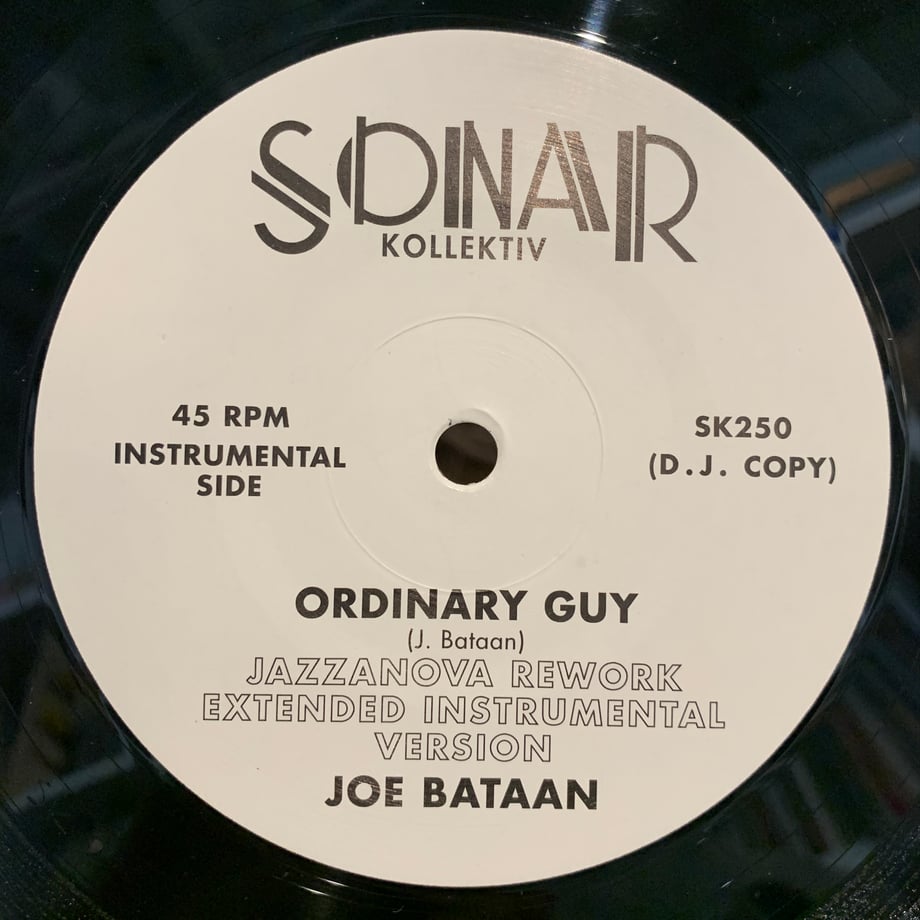 SONAR
KOLLEKTIV
45 RPM
INSTRUMENTAL
SIDE
SK250
(D.J. COPY)
ORDINARY GUY
(J. Bataan)
JAZZANOVA REWORK
EXTENDED INSTRUMENTAL
VERSION
JOE BATAAN